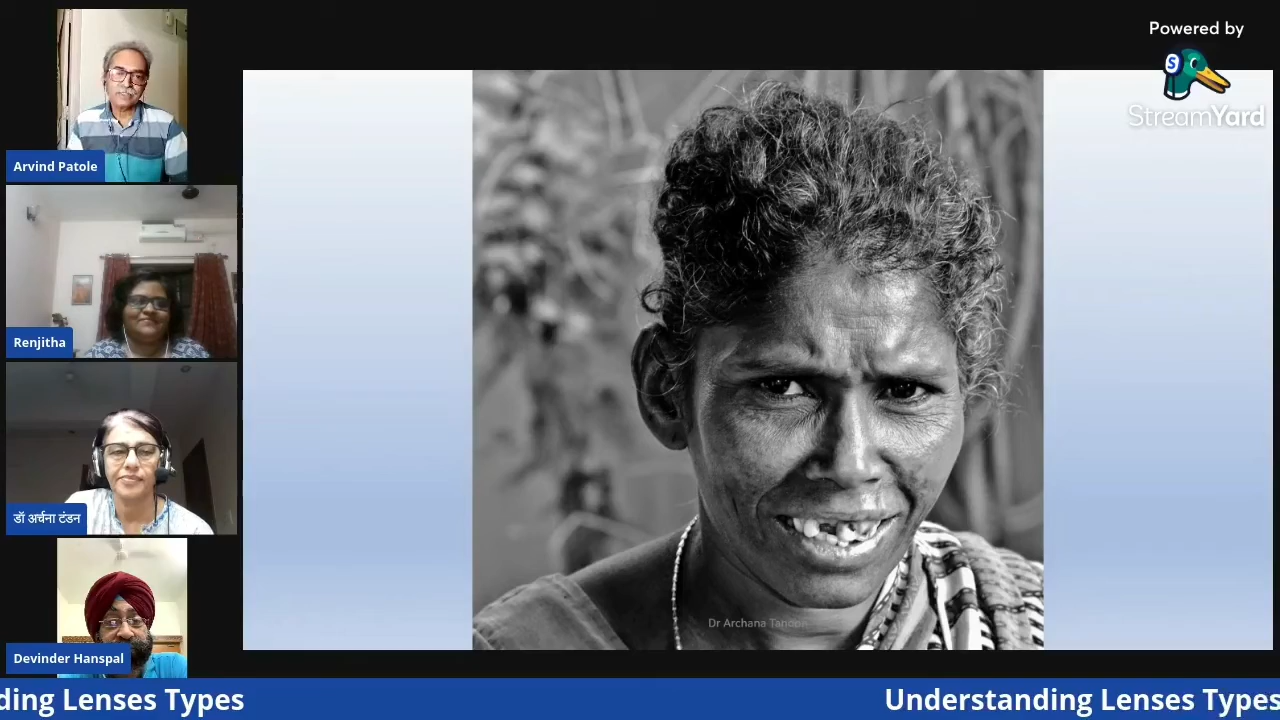 Powered by
S
StreamYard
Arvind Patole
Renjitha
डॉ अर्चना टंडन
Devinder Hanspal
Dr Archana Tandon
ding Lenses Types
Understanding Lenses Types